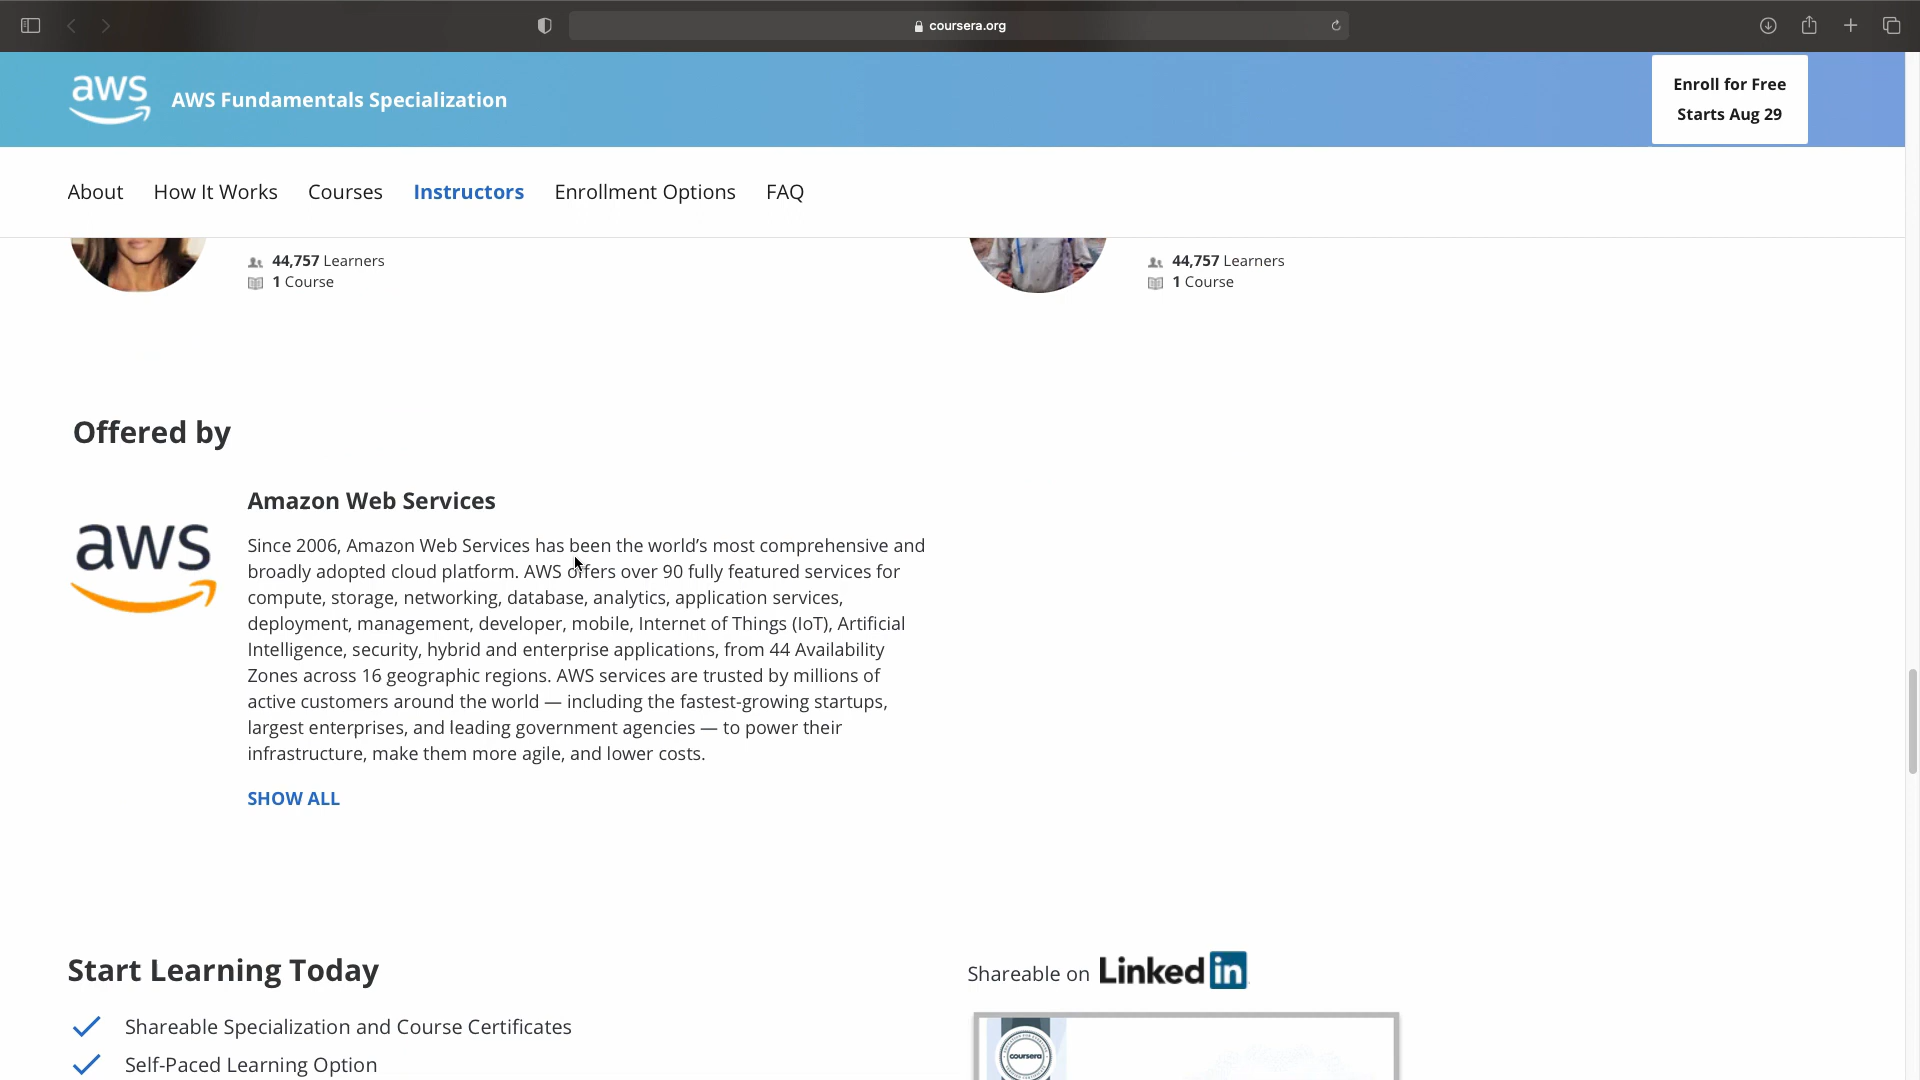 coursera.org
aws
AWS Fundamentals Specialization
Enroll for Free
Starts Aug 29
About
How It Works
Courses
Instructors
Enrollment Options
FAQ
44,757 Learners
1 Course
44,757 Learners
1 Course
Offered by
aws
Amazon Web Services
Since 2006, Amazon Web Services has been the world’s most comprehensive and
broadly adopted cloud platform. AWS offers over 90 fully featured services for
compute, storage, networking, database, analytics, application services,
deployment, management, developer, mobile, Internet of Things (IoT), Artificial
Intelligence, security, hybrid and enterprise applications, from 44 Availability
Zones across 16 geographic regions. AWS services are trusted by millions of
active customers around the world — including the fastest-growing startups,
largest enterprises, and leading government agencies — to power their
infrastructure, make them more agile, and lower costs.
SHOW ALL
Start Learning Today
Shareable on LinkedIn
Shareable Specialization and Course Certificates
Self-Paced Learning Option
coursera